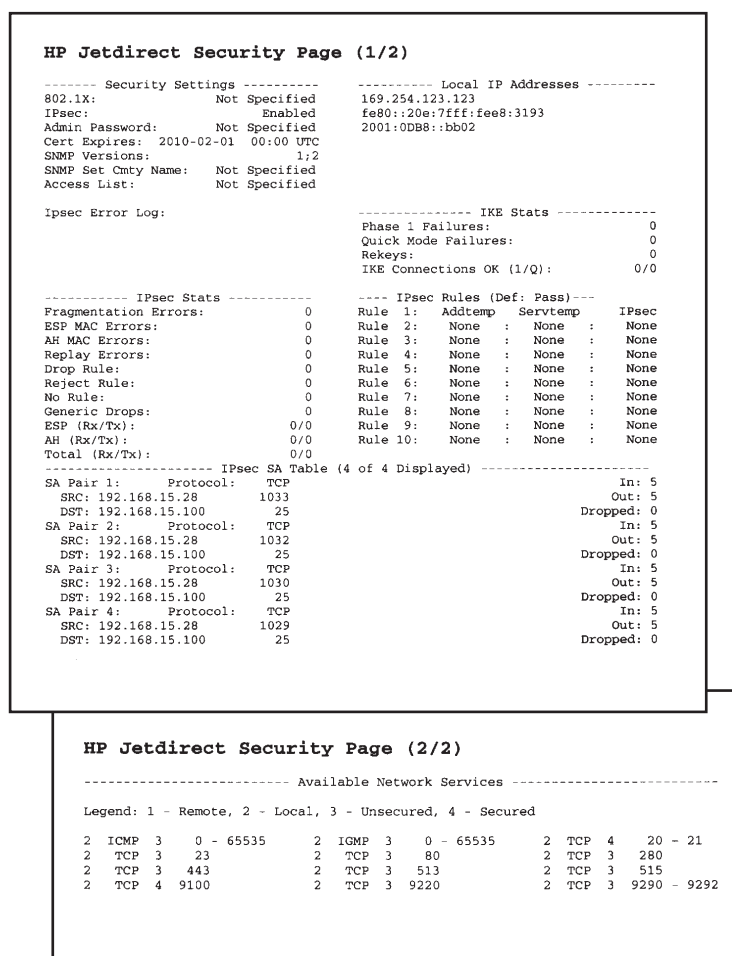 HP Jetdirect Security Page (1/2)
------- Security Settings ----------
802.1X: Not Specified
IPsec: Enabled
Admin Password: Not Specified
Cert Expires: 2010-02-01 00:00 UTC
SNMP Versions: 1;2
SNMP Set Cmty Name: Not Specified
Access List: Not Specified
---------- Local IP Addresses ---------
169.254.123.123
fe80::20e:7fff:fee8:3193
2001:0DB8::bb02
Ipsec Error Log:
--------------- IKE Stats ------------
Phase 1 Failures: 0
Quick Mode Failures: 0
Rekeys: 0
IKE Connections OK (1/Q): 0/0
----------- IPsec Stats -----------
Fragmentation Errors: 0
ESP MAC Errors: 0
AH MAC Errors: 0
Replay Errors: 0
Drop Rule: 0
Reject Rule: 0
No Rule: 0
Generic Drops: 0
ESP (Rx/Tx): 0/0
AH (Rx/Tx): 0/0
Total (Rx/Tx): 0/0
---- IPsec Rules (Def: Pass)---
Rule 1: Addtemp Servtemp IPsec
Rule 2: None : None : None
Rule 3: None : None : None
Rule 4: None : None : None
Rule 5: None : None : None
Rule 6: None : None : None
Rule 7: None : None : None
Rule 8: None : None : None
Rule 9: None : None : None
Rule 10: None : None : None
--------------------- IPsec SA Table (4 of 4 Displayed) ---------------------
SA Pair 1: Protocol: TCP In: 5
SRC: 192.168.15.28 1033 Out: 5
DST: 192.168.15.100 25 Dropped: 0
SA Pair 2: Protocol: TCP In: 5
SRC: 192.168.15.28 1032 Out: 5
DST: 192.168.15.100 25 Dropped: 0
SA Pair 3: Protocol: TCP In: 5
SRC: 192.168.15.28 1030 Out: 5
DST: 192.168.15.100 25 Dropped: 0
SA Pair 4: Protocol: TCP In: 5
SRC: 192.168.15.28 1029 Out: 5
DST: 192.168.15.100 25 Dropped: 0
HP Jetdirect Security Page (2/2)
-------------------------- Available Network Services --------------------------
Legend: 1 - Remote, 2 - Local, 3 - Unsecured, 4 - Secured
2 ICMP 3 0 - 65535 2 IGMP 3 0 - 65535 2 TCP 4 20 - 21
2 TCP 3 23 2 TCP 3 80 2 TCP 3 280
2 TCP 3 443 2 TCP 3 513 2 TCP 3 515
2 TCP 4 9100 2 TCP 3 9220 2 TCP 3 9290 - 9292